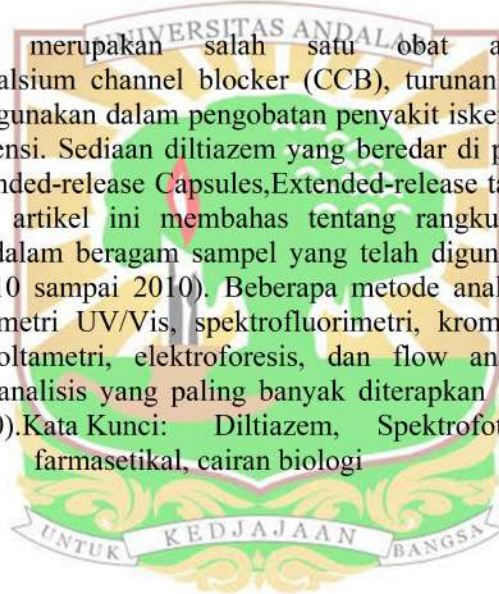 UNIVERSITAS ANDALA
merupakan salah satu obat a
alsium channel blocker (CCB), turunan
gunakan dalam pengobatan penyakit isker
ensi. Sediaan diltiazem yang beredar di p
nded-release Capsules,Extended-release ta
artikel ini membahas tentang rangku
dalam beragam sampel yang telah digun
10 sampai 2010). Beberapa metode anal
metri UV/Vis, spektrofluorimetri, krom
oltametri, elektroforesis, dan flow an
analisis yang paling banyak diterapkan
0).Kata Kunci: Diltiazem, Spektrofot
farmasetikal, cairan biologi
UNTUK KEDJAJAAN BANGSA